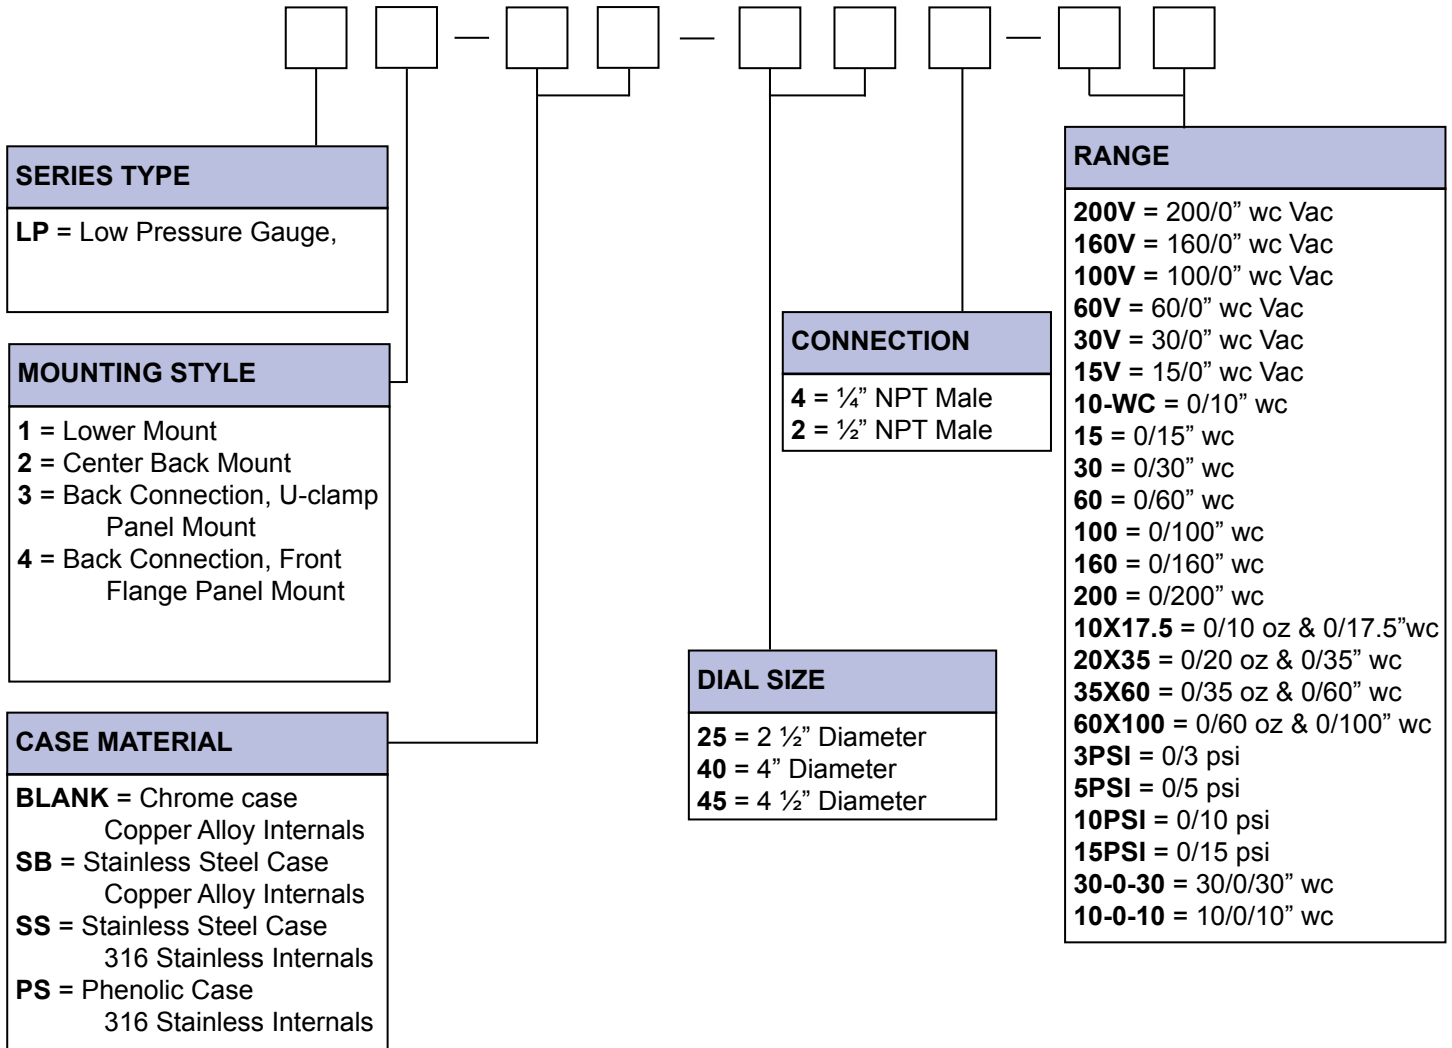 SERIES TYPE
LP = Low Pressure Gauge,
MOUNTING STYLE
1 = Lower Mount
2 = Center Back Mount
3 = Back Connection, U-clamp
Panel Mount
4 = Back Connection, Front
Flange Panel Mount
CASE MATERIAL
BLANK = Chrome case
Copper Alloy Internals
SB = Stainless Steel Case
Copper Alloy Internals
SS = Stainless Steel Case
316 Stainless Internals
PS = Phenolic Case
316 Stainless Internals
DIAL SIZE
25 = 2 ½” Diameter
40 = 4” Diameter
45 = 4 ½” Diameter
CONNECTION
4 = ¼” NPT Male
2 = ½” NPT Male
RANGE
200V = 200/0” wc Vac
160V = 160/0” wc Vac
100V = 100/0” wc Vac
60V = 60/0” wc Vac
30V = 30/0” wc Vac
15V = 15/0” wc Vac
10-WC = 0/10” wc
15 = 0/15” wc
30 = 0/30” wc
60 = 0/60” wc
100 = 0/100” wc
160 = 0/160” wc
200 = 0/200” wc
10X17.5 = 0/10 oz & 0/17.5”wc
20X35 = 0/20 oz & 0/35” wc
35X60 = 0/35 oz & 0/60” wc
60X100 = 0/60 oz & 0/100” wc
3PSI = 0/3 psi
5PSI = 0/5 psi
10PSI = 0/10 psi
15PSI = 0/15 psi
30-0-30 = 30/0/30” wc
10-0-10 = 10/0/10” wc